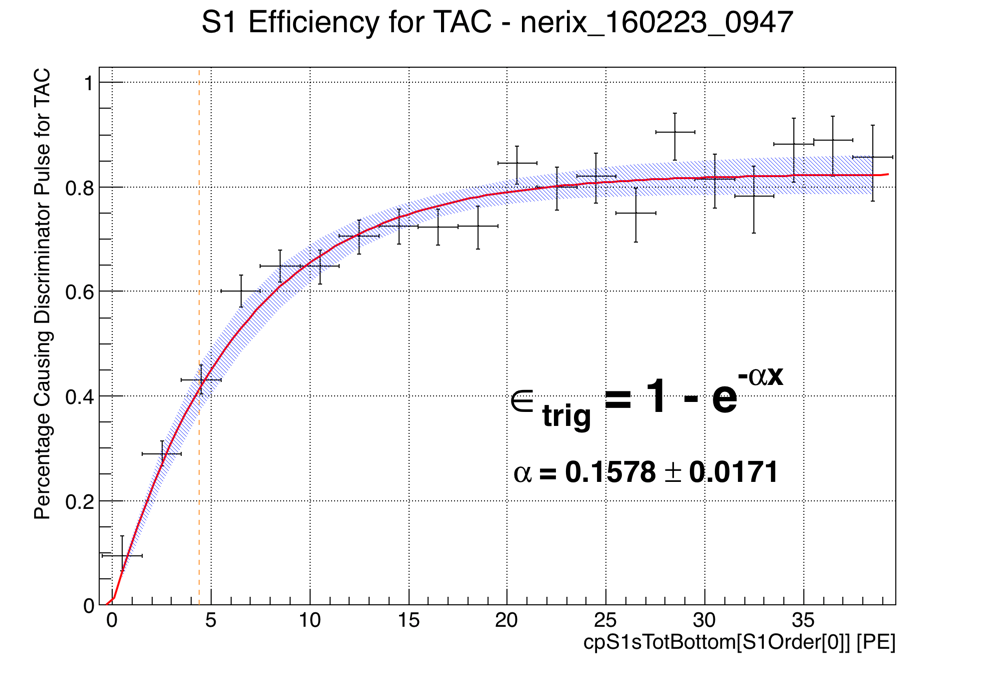 S1 Efficiency for TAC - nerix_160223_0947
Percentage Causing Discriminator Pulse for TAC
1
0.8
0.6
0.4
0.2
0
∈trig = 1 - e^-αx
α = 0.1578 ± 0.0171
0 5 10 15 20 25 30 35
cpS1sTotBottom[S1Order[0]] [PE]